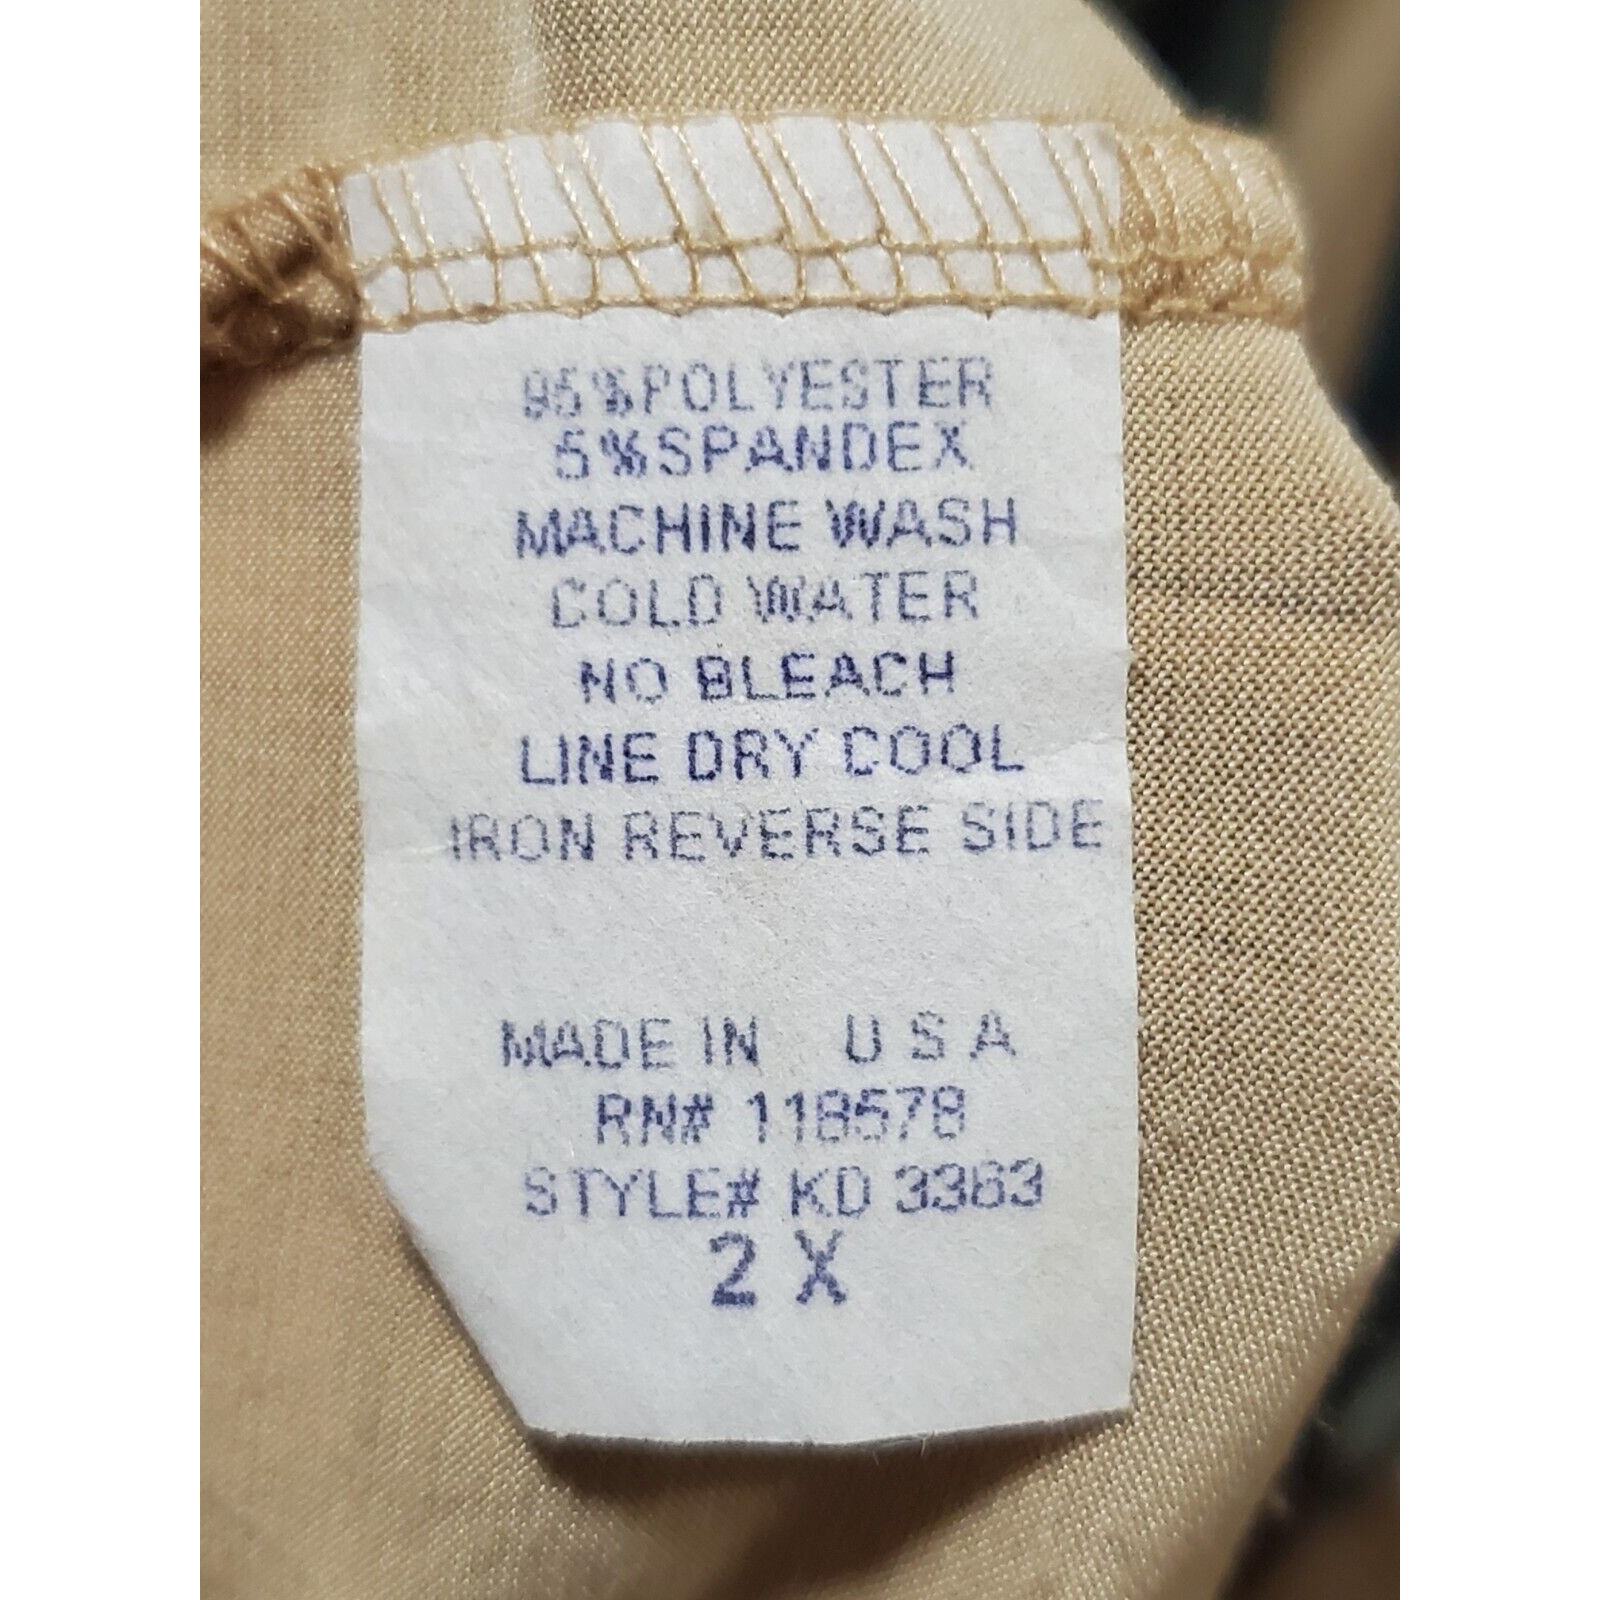 95%POLYESTER
5%SPANDEX
MACHINE WASH
COLD WATER
NO BLEACH
LINE DRY COOL
IRON REVERSE SIDE
MADE IN U S A
RN# 118578
STYLE# KD 3363
2 X